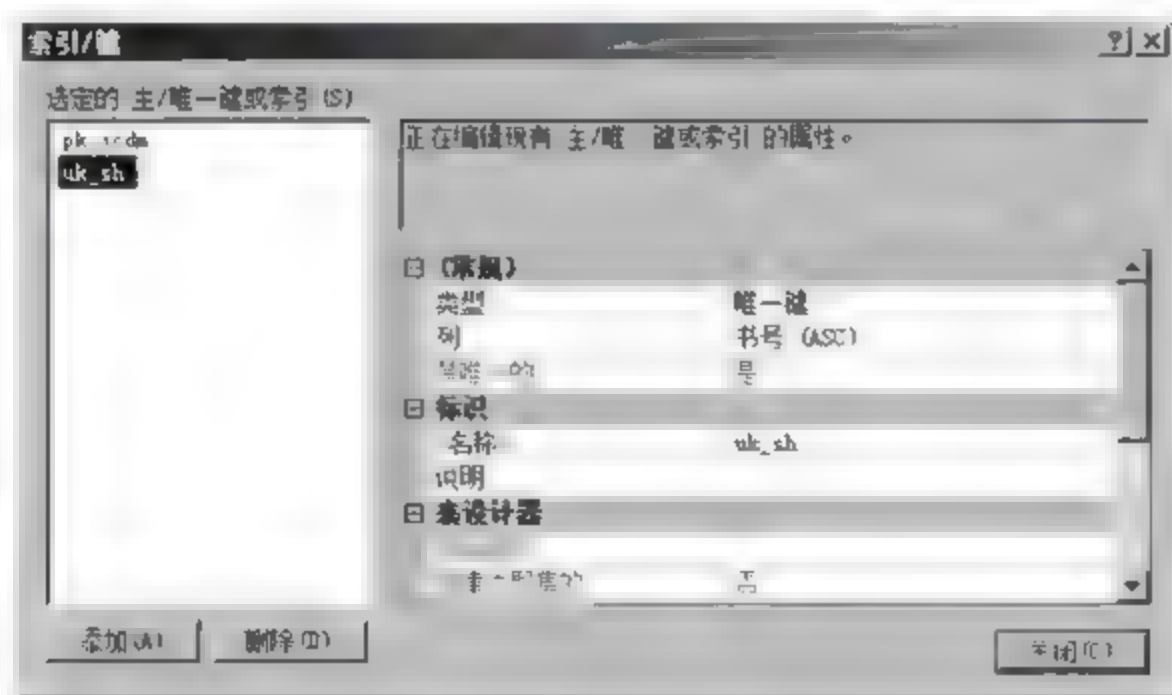 索引/键
选定的 主/唯一键或索引(S)
uk_sh
正在编辑现有 主/唯一键或索引 的属性。
(常规)
类型 唯一键
列 书号 (ASC)
是唯一的 是
标识
名称 uk_sh
说明
表设计器
否
添加(A) 删除(D) 关闭(C)